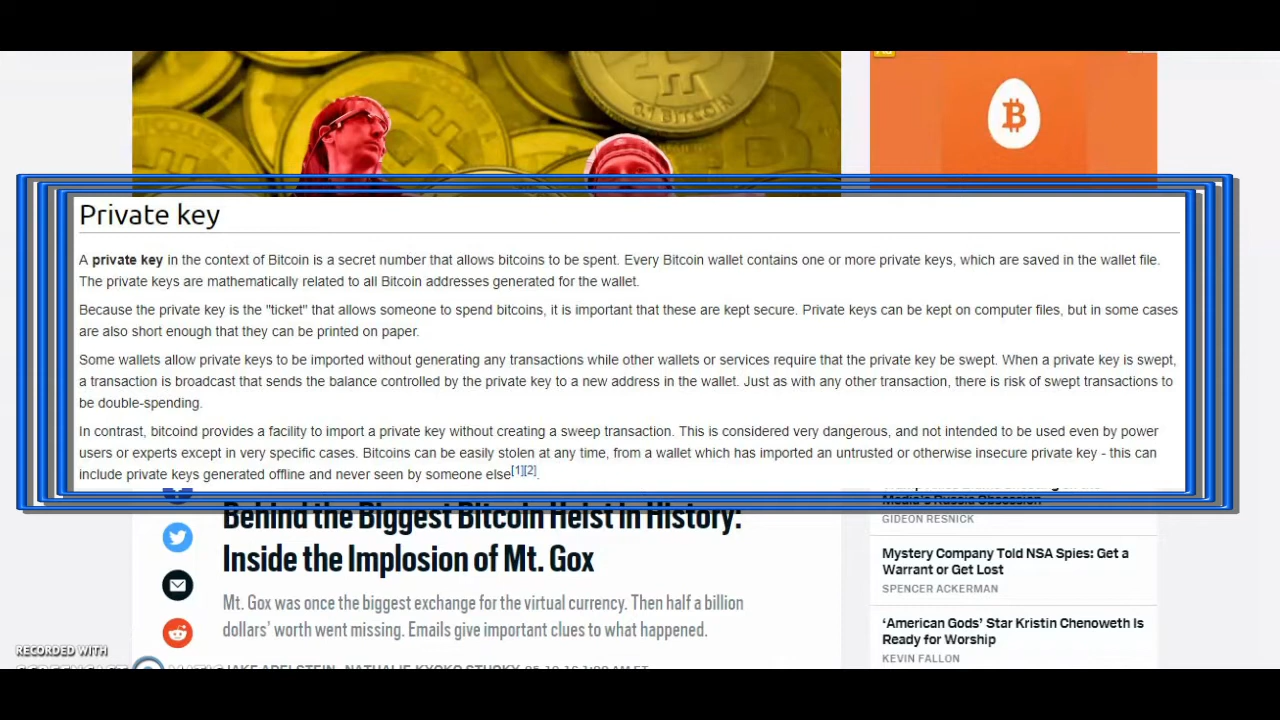 0.1 BITCOIN
Private key
A private key in the context of Bitcoin is a secret number that allows bitcoins to be spent. Every Bitcoin wallet contains one or more private keys, which are saved in the wallet file.
The private keys are mathematically related to all Bitcoin addresses generated for the wallet.
Because the private key is the "ticket" that allows someone to spend bitcoins, it is important that these are kept secure. Private keys can be kept on computer files, but in some cases
are also short enough that they can be printed on paper.
Some wallets allow private keys to be imported without generating any transactions while other wallets or services require that the private key be swept. When a private key is swept,
a transaction is broadcast that sends the balance controlled by the private key to a new address in the wallet. Just as with any other transaction, there is risk of swept transactions to
be double-spending.
In contrast, bitcoind provides a facility to import a private key without creating a sweep transaction. This is considered very dangerous, and not intended to be used even by power
users or experts except in very specific cases. Bitcoins can be easily stolen at any time, from a wallet which has imported an untrusted or otherwise insecure private key - this can
include private keys generated offline and never seen by someone else[1][2].
Behind the Biggest Bitcoin Heist in History:
Inside the Implosion of Mt. Gox
Mt. Gox was once the biggest exchange for the virtual currency. Then half a billion
dollars' worth went missing. Emails give important clues to what happened.
JAKE ADELSTEIN
Media's Russia Obsession
GIDEON RESNICK
Mystery Company Told NSA Spies: Get a
Warrant or Get Lost
SPENCER ACKERMAN
‘American Gods’ Star Kristin Chenoweth Is
Ready for Worship
KEVIN FALLON
RECORDED WITH